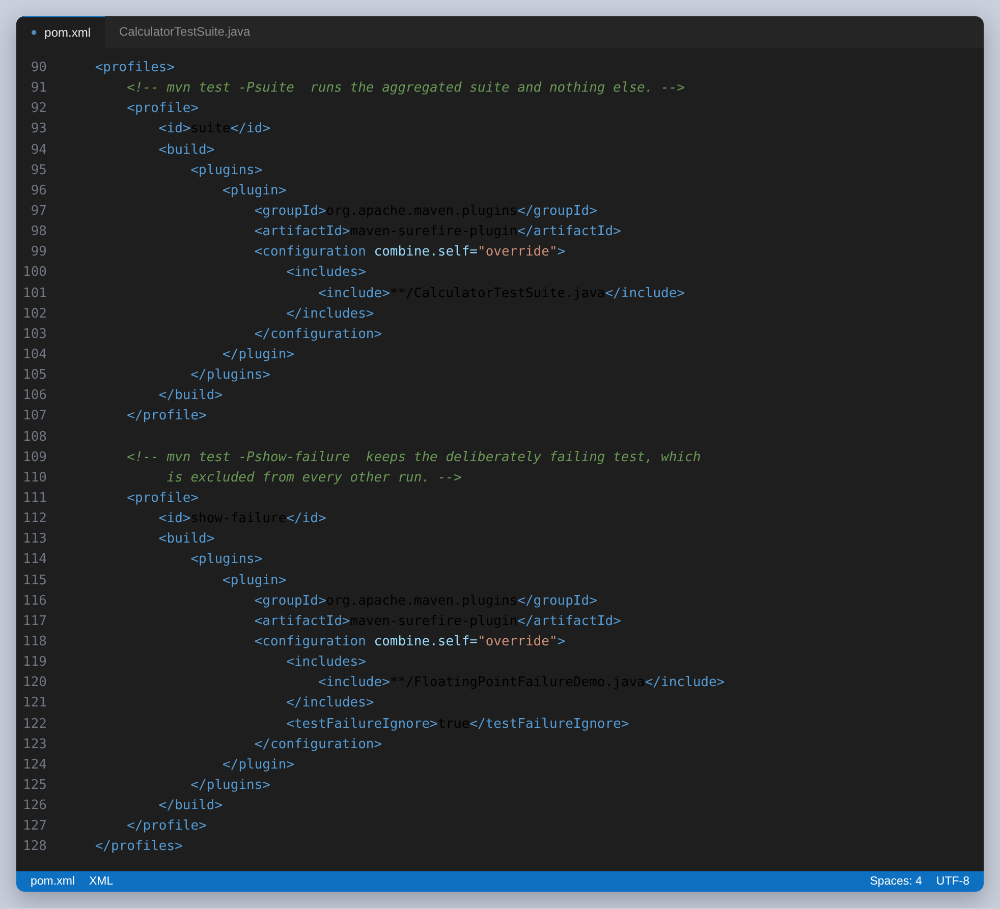 pom.xml CalculatorTestSuite.java
90     <profiles>
91         <!-- mvn test -Psuite  runs the aggregated suite and nothing else. -->
92         <profile>
93             <id>suite</id>
94             <build>
95                 <plugins>
96                     <plugin>
97                         <groupId>org.apache.maven.plugins</groupId>
98                         <artifactId>maven-surefire-plugin</artifactId>
99                         <configuration combine.self="override">
100                             <includes>
101                                 <include>**/CalculatorTestSuite.java</include>
102                             </includes>
103                         </configuration>
104                     </plugin>
105                 </plugins>
106             </build>
107         </profile>
108
109         <!-- mvn test -Pshow-failure  keeps the deliberately failing test, which
110              is excluded from every other run. -->
111         <profile>
112             <id>show-failure</id>
113             <build>
114                 <plugins>
115                     <plugin>
116                         <groupId>org.apache.maven.plugins</groupId>
117                         <artifactId>maven-surefire-plugin</artifactId>
118                         <configuration combine.self="override">
119                             <includes>
120                                 <include>**/FloatingPointFailureDemo.java</include>
121                             </includes>
122                             <testFailureIgnore>true</testFailureIgnore>
123                         </configuration>
124                     </plugin>
125                 </plugins>
126             </build>
127         </profile>
128     </profiles>
pom.xml XML Spaces: 4 UTF-8